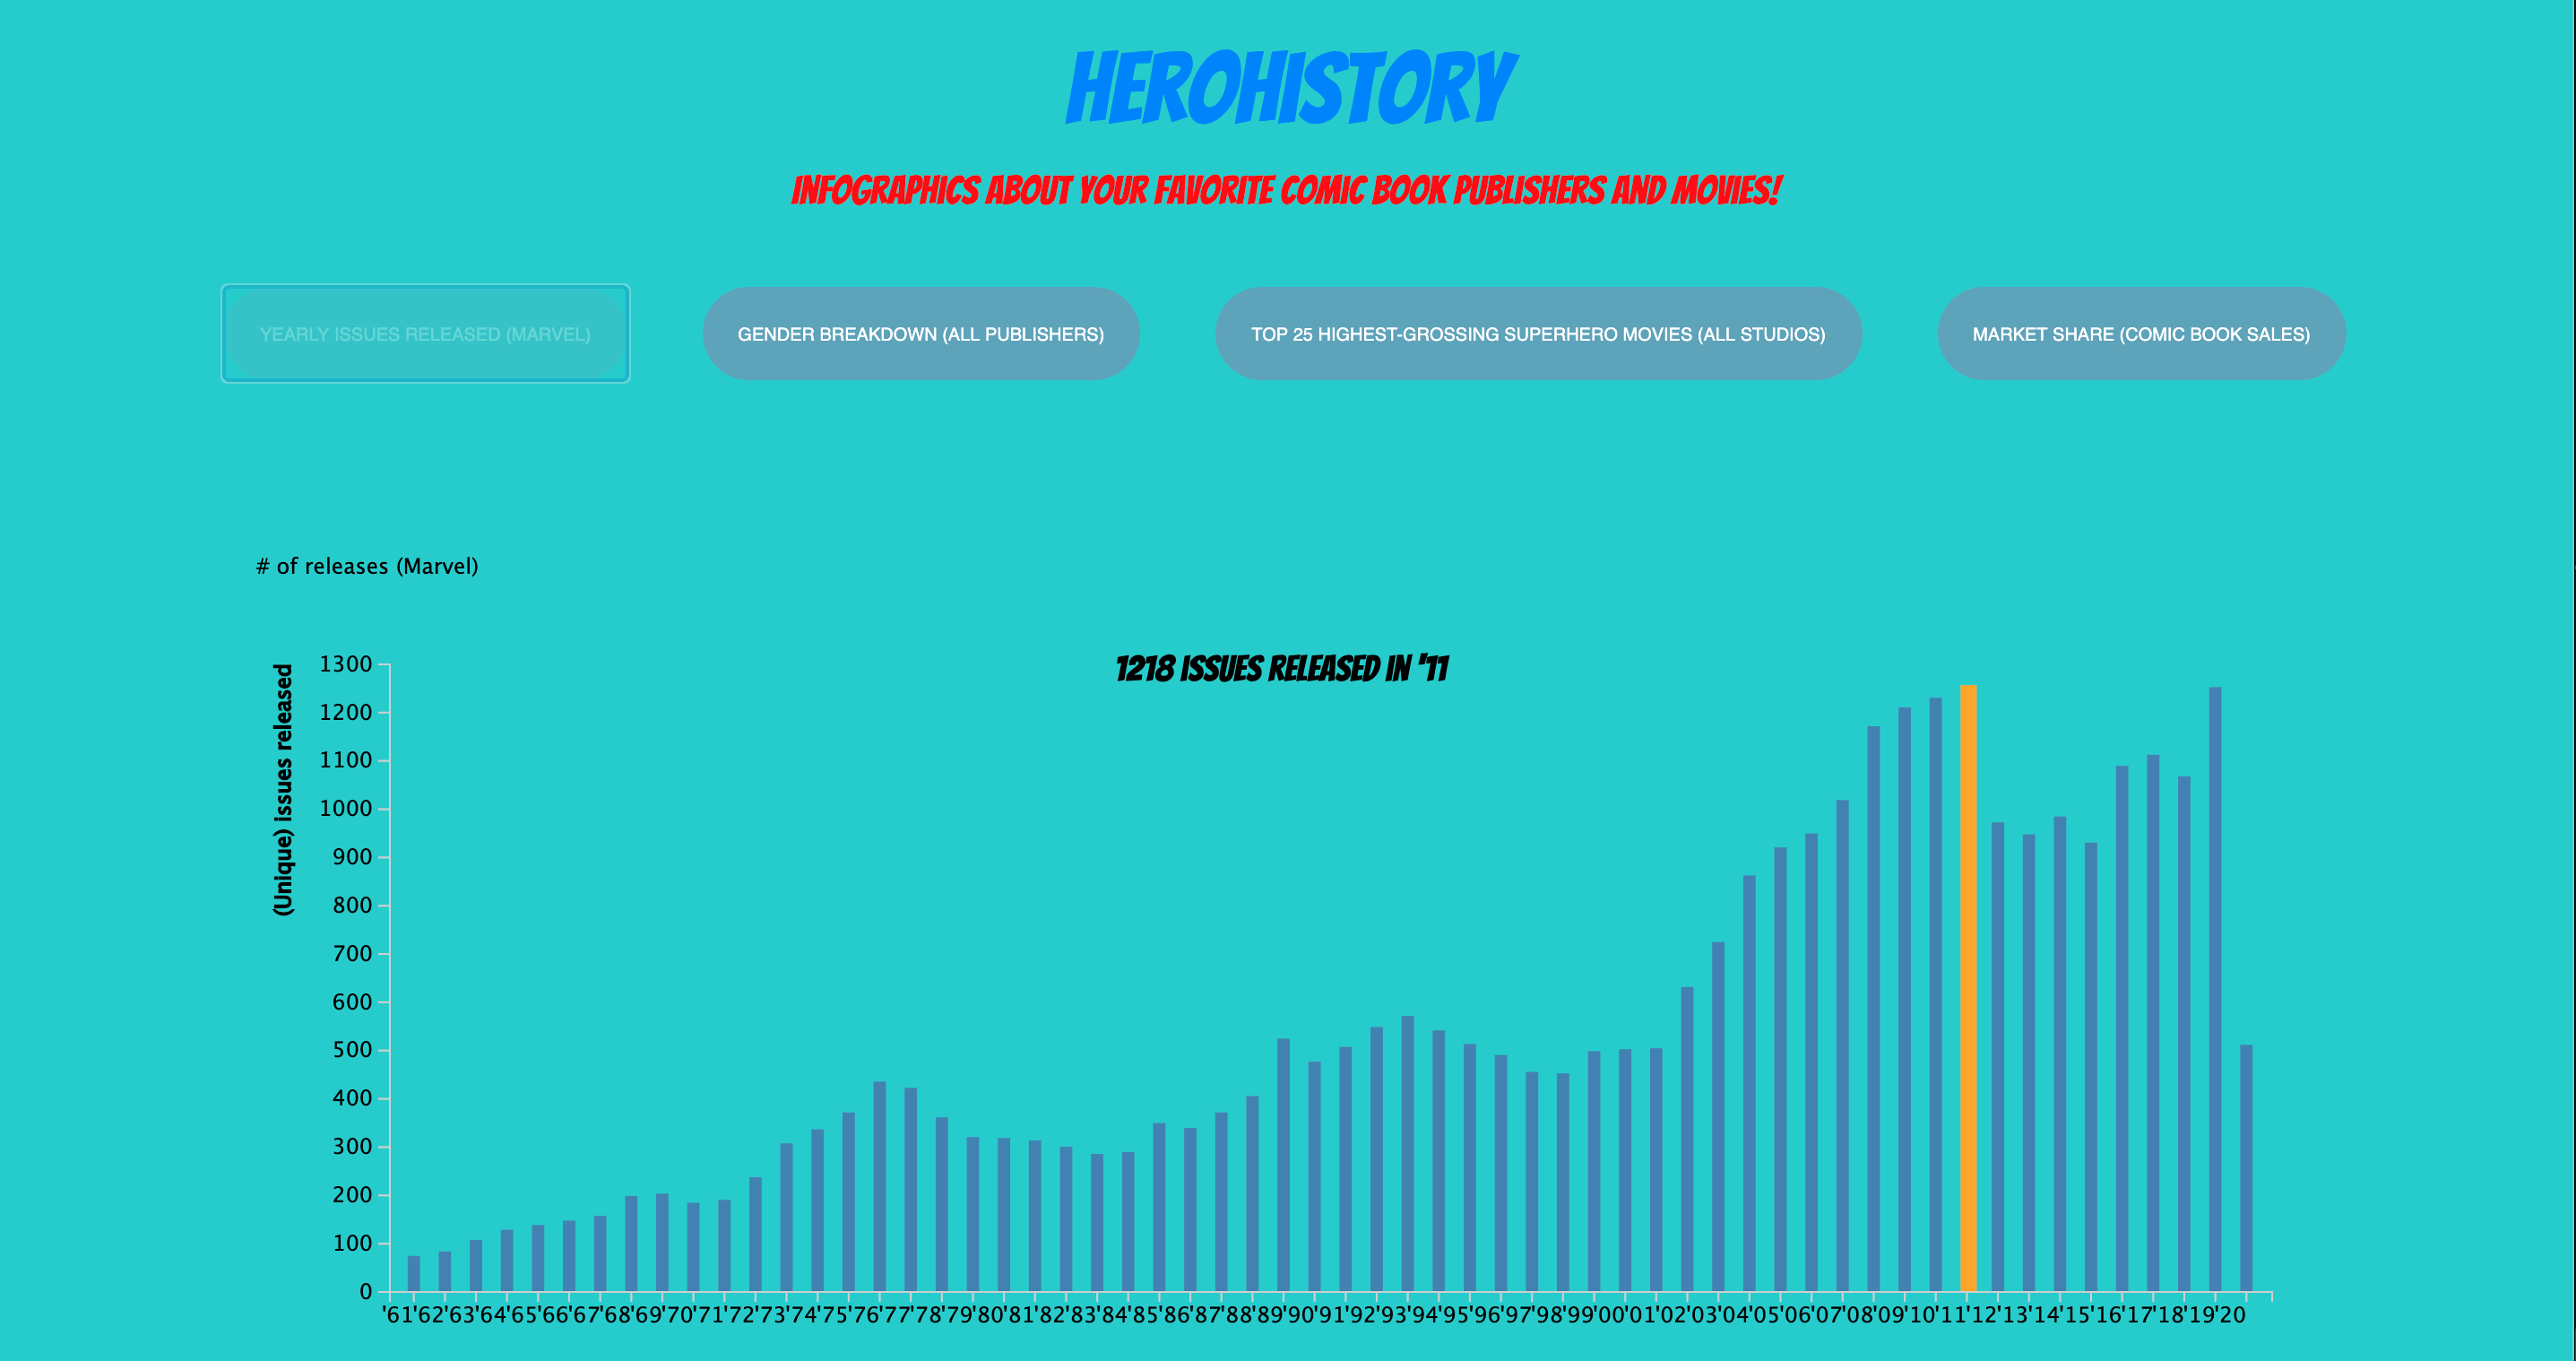 HEROHISTORY
INFOGRAPHICS ABOUT YOUR FAVORITE COMIC BOOK PUBLISHERS AND MOVIES!
YEARLY ISSUES RELEASED (MARVEL)
GENDER BREAKDOWN (ALL PUBLISHERS)
TOP 25 HIGHEST-GROSSING SUPERHERO MOVIES (ALL STUDIOS)
MARKET SHARE (COMIC BOOK SALES)
# of releases (Marvel)
1218 ISSUES RELEASED IN '11
(Unique) issues released
1300
1200
1100
1000
900
800
700
600
500
400
300
200
100
0
'61 '62 '63 '64 '65 '66 '67 '68 '69 '70 '71 '72 '73 '74 '75 '76 '77 '78 '79 '80 '81 '82 '83 '84 '85 '86 '87 '88 '89 '90 '91 '92 '93 '94 '95 '96 '97 '98 '99 '00 '01 '02 '03 '04 '05 '06 '07 '08 '09 '10 '11 '12 '13 '14 '15 '16 '17 '18 '19 '20